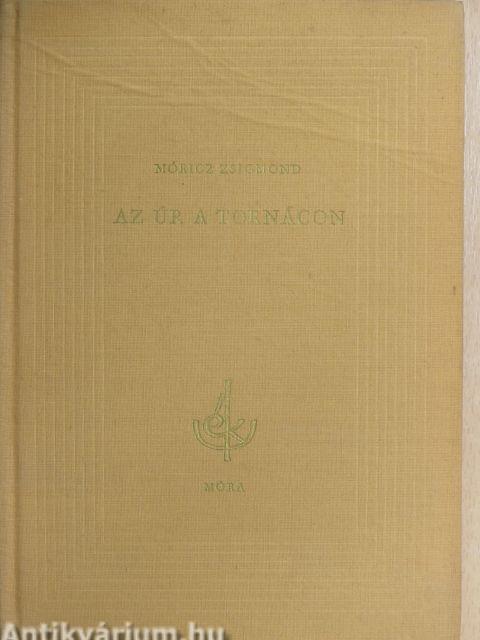 MÓRICZ ZSIGMOND
AZ ÚR A TORNÁCON
MÓRA
Antikvárium.hu